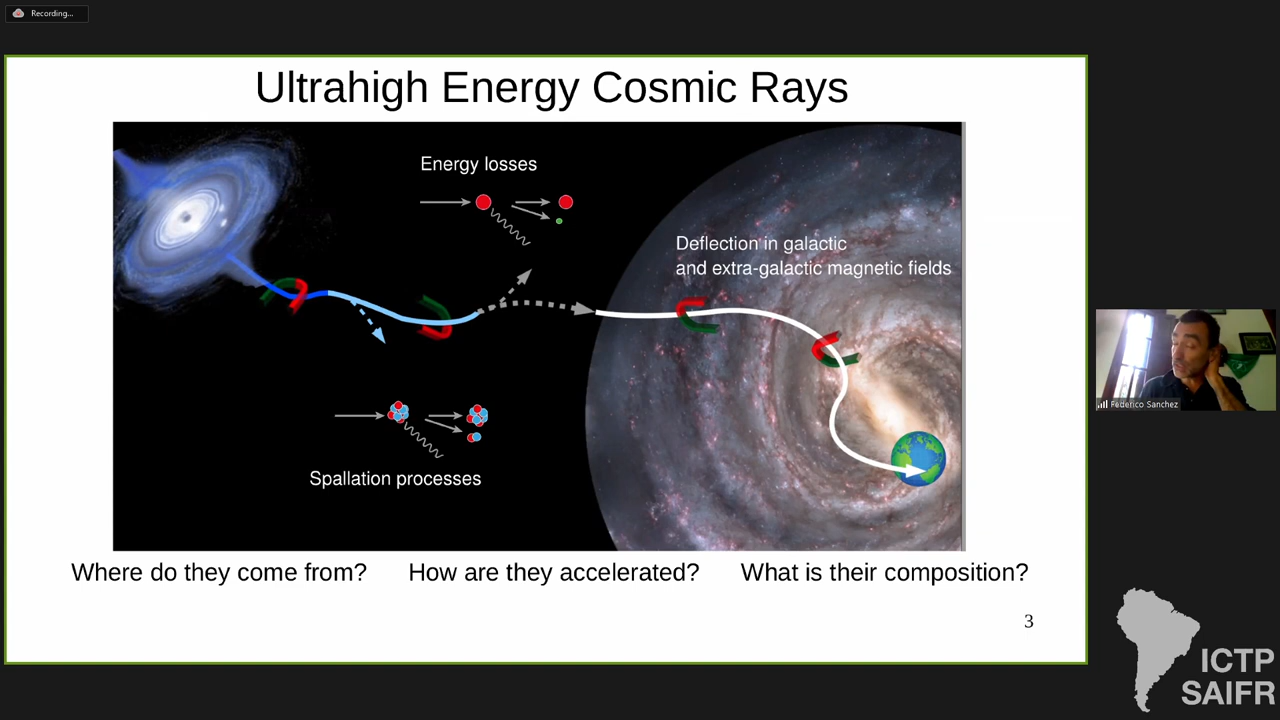 Recording...
Ultrahigh Energy Cosmic Rays
Energy losses
Deflection in galactic
and extra-galactic magnetic fields
Spallation processes
Federico Sanchez
Where do they come from? How are they accelerated? What is their composition?
3
ICTP
SAIFR